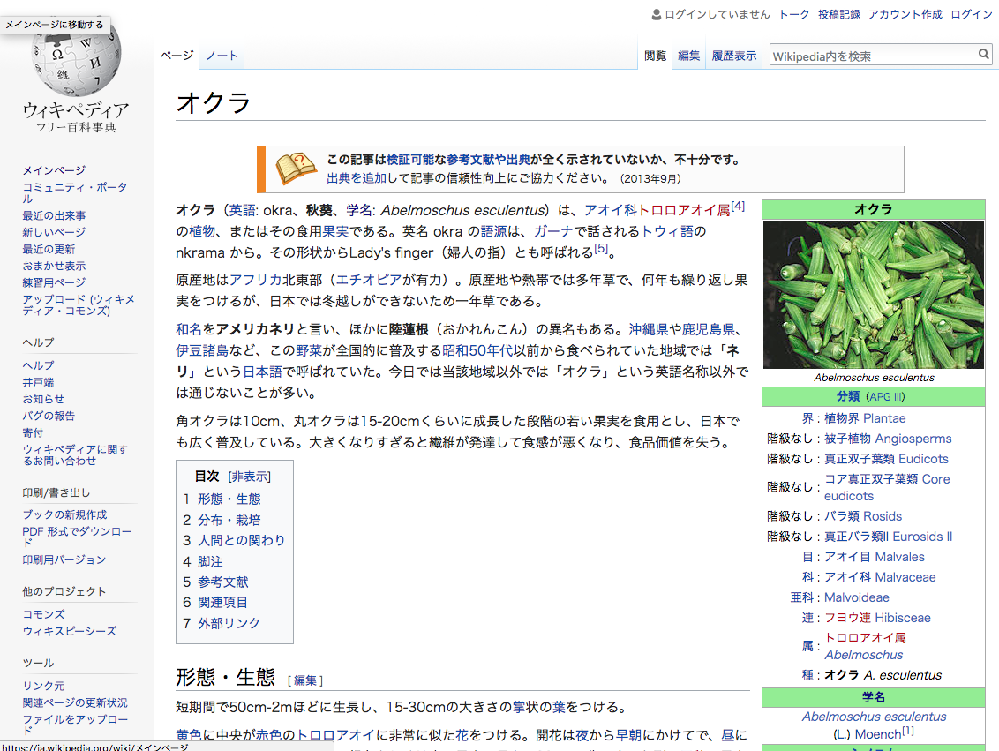 メインページに移動する
ログインしていません トーク 投稿記録 アカウント作成 ログイン
ウィキペディア
フリー百科事典
ページ ノート 閲覧 編集 履歴表示 Wikipedia内を検索
メインページ
コミュニティ・ポータ
ル
最近の出来事
新しいページ
最近の更新
おまかせ表示
練習用ページ
アップロード (ウィキメ
ディア・コモンズ)
ヘルプ
ヘルプ
井戸端
お知らせ
バグの報告
寄付
ウィキペディアに関す
るお問い合わせ
印刷/書き出し
ブックの新規作成
PDF 形式でダウンロー
ド
印刷用バージョン
他のプロジェクト
コモンズ
ウィキスピーシーズ
ツール
リンク元
関連ページの更新状況
ファイルをアップロー
ド
https://ja.wikipedia.org/wiki/メインページ
オクラ
この記事は検証可能な参考文献や出典が全く示されていないか、不十分です。
出典を追加して記事の信頼性向上にご協力ください。（2013年9月）
オクラ（英語: okra、秋葵、学名: Abelmoschus esculentus）は、アオイ科トロロアオイ属[4]
の植物、またはその食用果実である。英名 okra の語源は、ガーナで話されるトウィ語の
nkrama から。その形状からLady's finger（婦人の指）とも呼ばれる[5]。
原産地はアフリカ北東部（エチオピアが有力）。原産地や熱帯では多年草で、何年も繰り返し果
実をつけるが、日本では冬越しができないため一年草である。
和名をアメリカネリと言い、ほかに陸蓮根（おかれんこん）の異名もある。沖縄県や鹿児島県、
伊豆諸島など、この野菜が全国的に普及する昭和50年代以前から食べられていた地域では「ネ
リ」という日本語で呼ばれていた。今日では当該地域以外では「オクラ」という英語名称以外で
は通じないことが多い。
角オクラは10cm、丸オクラは15-20cmくらいに成長した段階の若い果実を食用とし、日本で
も広く普及している。大きくなりすぎると繊維が発達して食感が悪くなり、食品価値を失う。
目次 [非表示]
1 形態・生態
2 分布・栽培
3 人間との関わり
4 脚注
5 参考文献
6 関連項目
7 外部リンク
形態・生態 [編集]
短期間で50cm-2mほどに生長し、15-30cmの大きさの掌状の葉をつける。
黄色に中央が赤色のトロロアオイに非常に似た花をつける。開花は夜から早朝にかけてで、昼に
オクラ
Abelmoschus esculentus
分類（APG III）
界 : 植物界 Plantae
階級なし : 被子植物 Angiosperms
階級なし : 真正双子葉類 Eudicots
階級なし : コア真正双子葉類 Core
eudicots
階級なし : バラ類 Rosids
階級なし : 真正バラ類II Eurosids II
目 : アオイ目 Malvales
科 : アオイ科 Malvaceae
亜科 : Malvoideae
連 : フヨウ連 Hibisceae
属 : トロロアオイ属
Abelmoschus
種 : オクラ A. esculentus
学名
Abelmoschus esculentus
(L.) Moench[1]